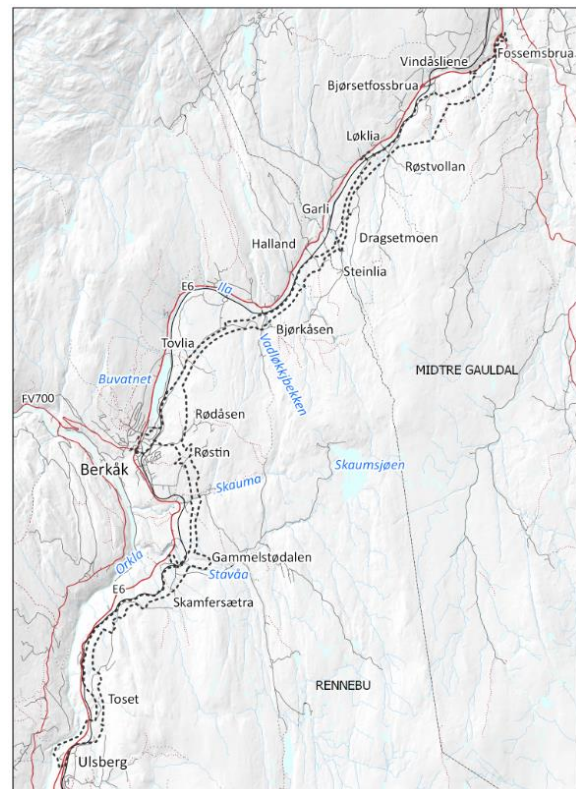 Vindåsliene
Fossemsbrua
Bjørsetfossbrua
Løklia
Røstvollan
Garli
Halland
Dragsetmoen
Steinlia
E6
Ila
Bjørkåsen
Tovlia
Vadløkkjbekken
MIDTRE GAULDAL
Buvatnet
FV700
Rødåsen
Røstin
Berkåk
Skaumsjøen
Skauma
Orkla
Gammelstødalen
Stavåa
E6
Skamfersætra
RENNEBU
Toset
Ulsberg